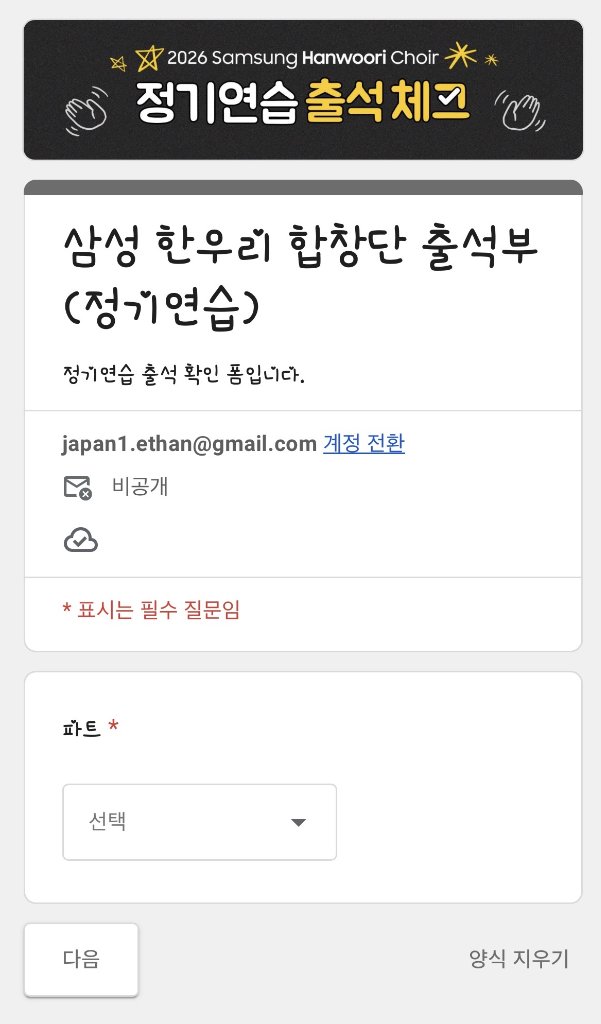 2026 Samsung Hanwoori Choir
정기연습 출석 체크
삼성 한우리 합창단 출석부
(정기연습)
정기연습 출석 확인 폼입니다.
japan1.ethan@gmail.com 계정 전환
비공개
* 표시는 필수 질문임
파트 *
선택
다음
양식 지우기